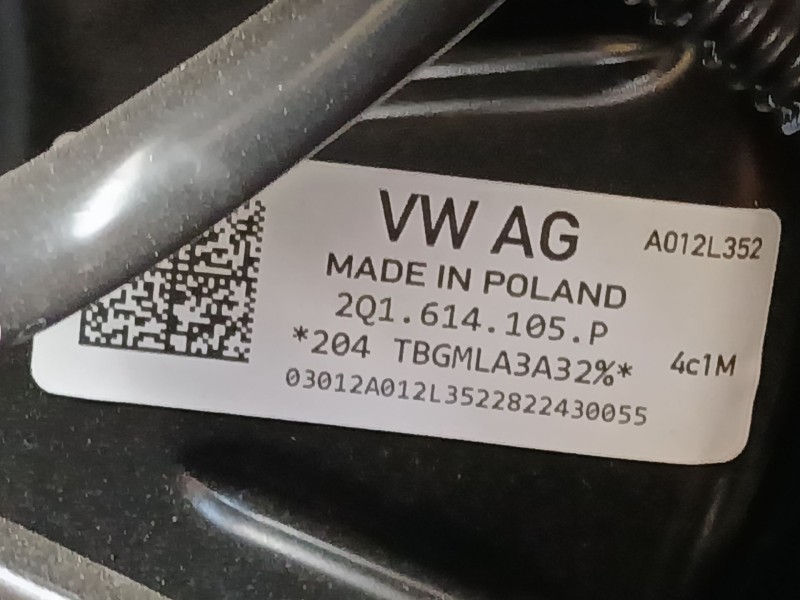 VW AG
A012L352
MADE IN POLAND
2Q1.614.105.P
*204 TBGMLA3A32%*
4c1M
03012A012L3522822430055